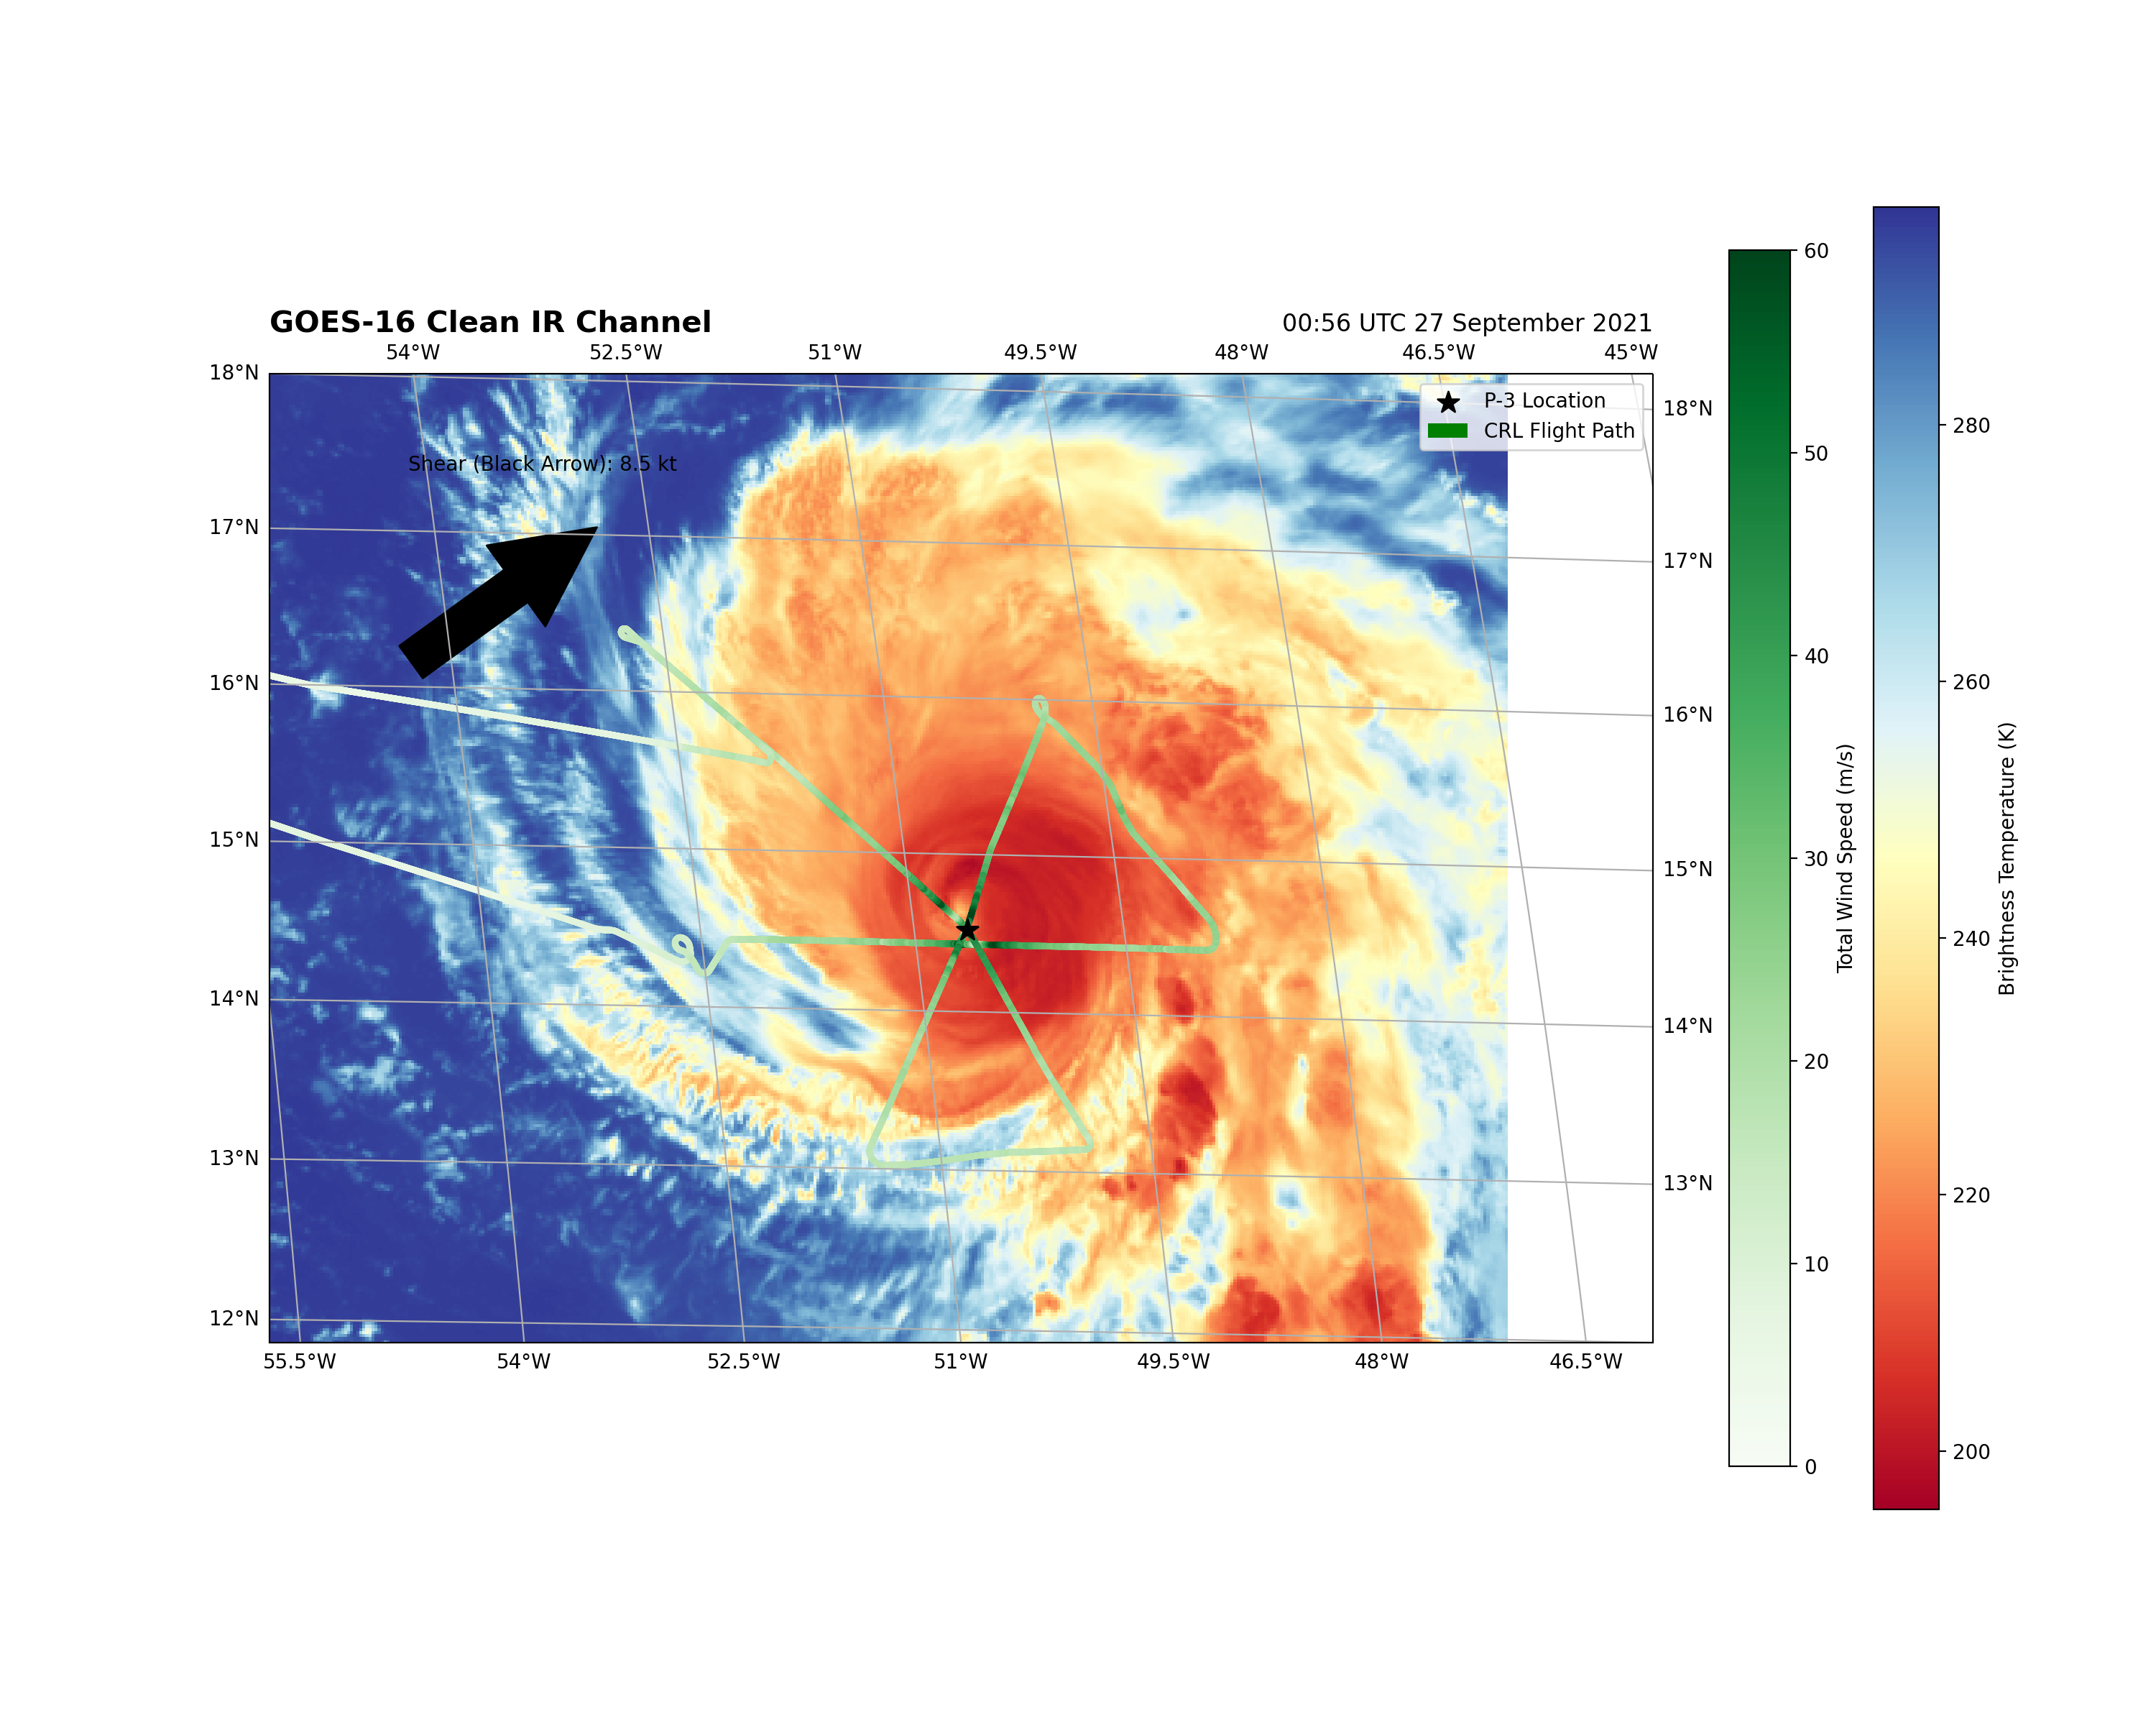 GOES-16 Clean IR Channel
00:56 UTC 27 September 2021
54°W 52.5°W 51°W 49.5°W 48°W 46.5°W 45°W
P-3 Location
CRL Flight Path
Shear (Black Arrow): 8.5 kt
18°N
17°N
16°N
15°N
14°N
13°N
12°N
18°N
17°N
16°N
15°N
14°N
13°N
55.5°W 54°W 52.5°W 51°W 49.5°W 48°W 46.5°W
60
50
40
30
20
10
0
Total Wind Speed (m/s)
280
260
240
220
200
Brightness Temperature (K)